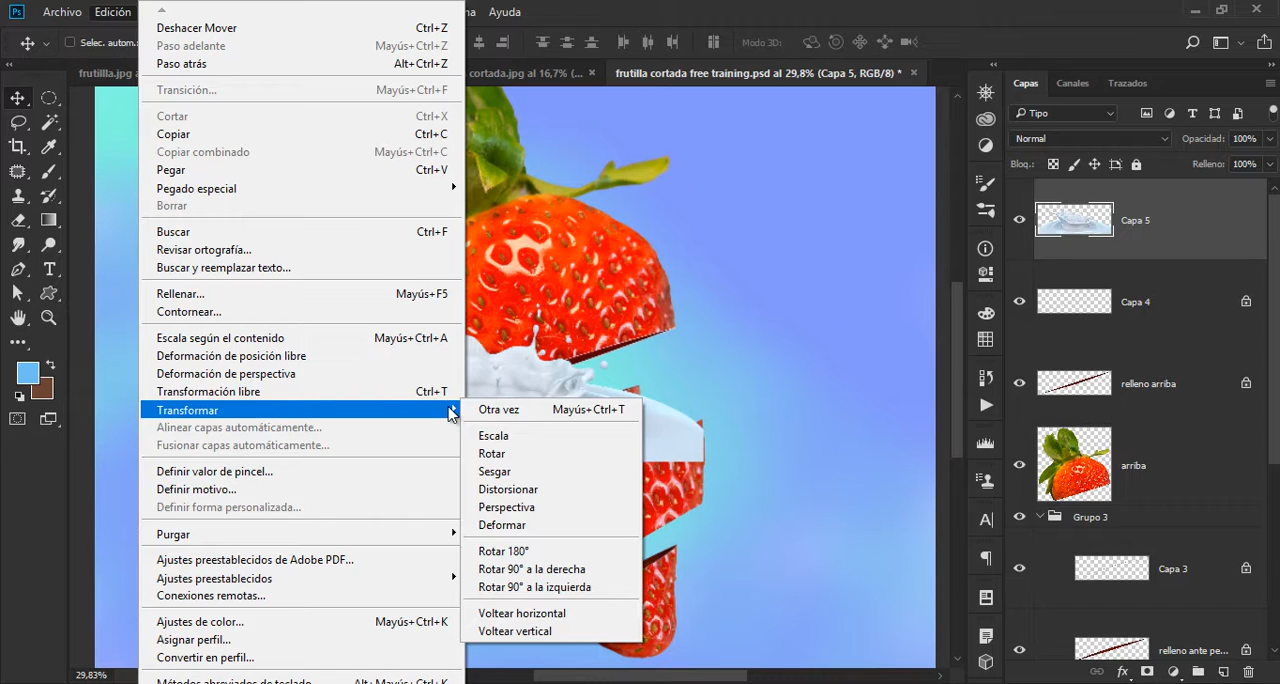 Ps Archivo Edición Ayuda
Selec. autom. Modo 3D:
frutillla.jpg cortada.jpg al 16,7% (... × frutilla cortada free training.psd al 29,8% (Capa 5, RGB/8) * ×
Deshacer Mover Ctrl+Z
Paso adelante Mayús+Ctrl+Z
Paso atrás Alt+Ctrl+Z
Transición... Mayús+Ctrl+F
Cortar Ctrl+X
Copiar Ctrl+C
Copiar combinado Mayús+Ctrl+C
Pegar Ctrl+V
Pegado especial
Borrar
Buscar Ctrl+F
Revisar ortografía...
Buscar y reemplazar texto...
Rellenar... Mayús+F5
Contornear...
Escala según el contenido Mayús+Ctrl+A
Deformación de posición libre
Deformación de perspectiva
Transformación libre Ctrl+T
Transformar
Alinear capas automáticamente...
Fusionar capas automáticamente...
Definir valor de pincel...
Definir motivo...
Definir forma personalizada...
Purgar
Ajustes preestablecidos de Adobe PDF...
Ajustes preestablecidos
Conexiones remotas...
Ajustes de color... Mayús+Ctrl+K
Asignar perfil...
Convertir en perfil...
Métodos abreviados de teclado... Alt+Mayús+Ctrl+K
Otra vez Mayús+Ctrl+T
Escala
Rotar
Sesgar
Distorsionar
Perspectiva
Deformar
Rotar 180°
Rotar 90° a la derecha
Rotar 90° a la izquierda
Voltear horizontal
Voltear vertical
Capas Canales Trazados
Tipo
Normal Opacidad: 100%
Bloq.: Relleno: 100%
Capa 5
Capa 4
relleno arriba
arriba
Grupo 3
Capa 3
relleno ante pe...
29,83%